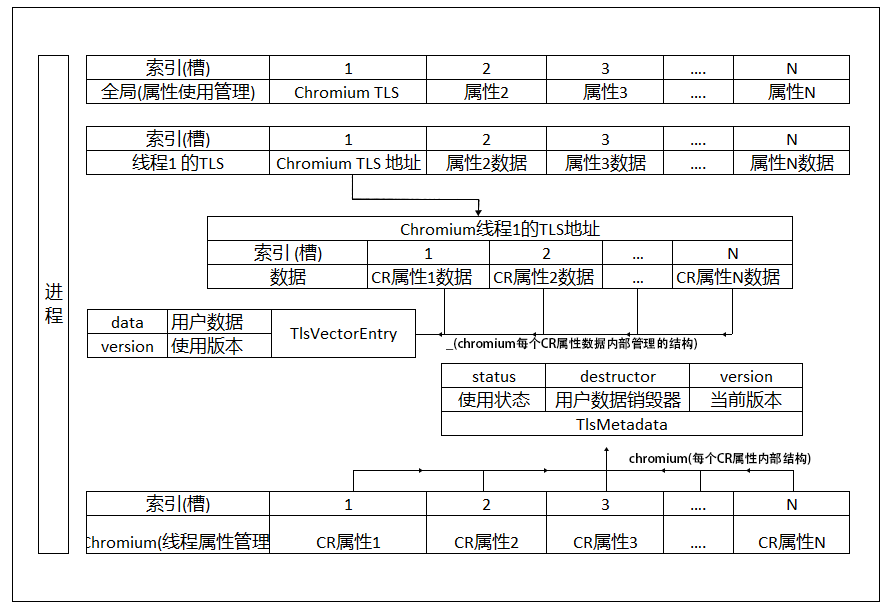 进程
索引(槽) 1 2 3 .... N
全局(属性使用管理) Chromium TLS 属性2 属性3 .... 属性N
索引(槽) 1 2 3 .... N
线程1 的TLS Chromium TLS 地址 属性2数据 属性3数据 .... 属性N数据
Chromium线程1的TLS地址
索引 (槽) 1 2 ... N
数据 CR属性1数据 CR属性2数据 ... CR属性N数据
data 用户数据 TlsVectorEntry
version 使用版本
_(chromium每个CR属性数据内部管理的结构)
status destructor version
使用状态 用户数据销毁器 当前版本
TlsMetadata
chromium(每个CR属性内部结构)
索引(槽) 1 2 3 .... N
Chromium(线程属性管理 CR属性1 CR属性2 CR属性3 .... CR属性N